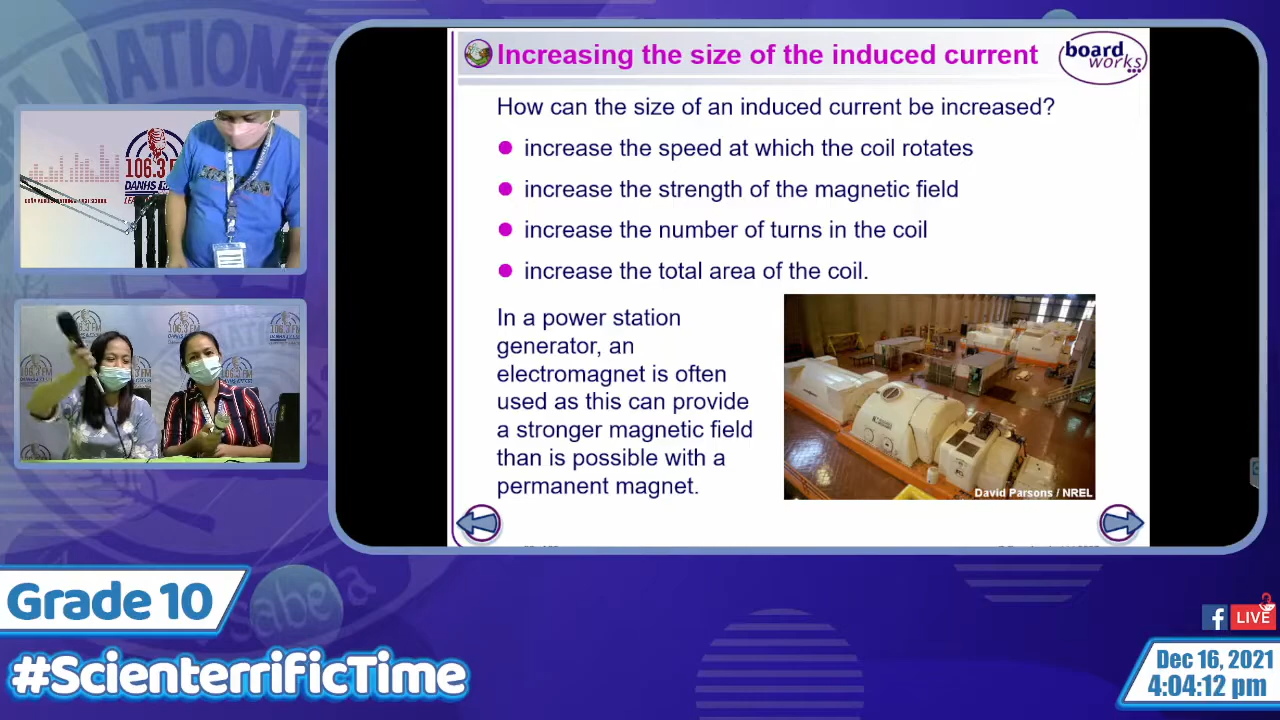 Increasing the size of the induced current
board
works
How can the size of an induced current be increased?
increase the speed at which the coil rotates
increase the strength of the magnetic field
increase the number of turns in the coil
increase the total area of the coil.
In a power station
generator, an
electromagnet is often
used as this can provide
a stronger magnetic field
than is possible with a
permanent magnet.
David Parsons / NREL
106.3 F
DANHS
106.3 FM
Grade 10
#ScienterrificTime
f LIVE
Dec 16, 2021
4:04:12 pm